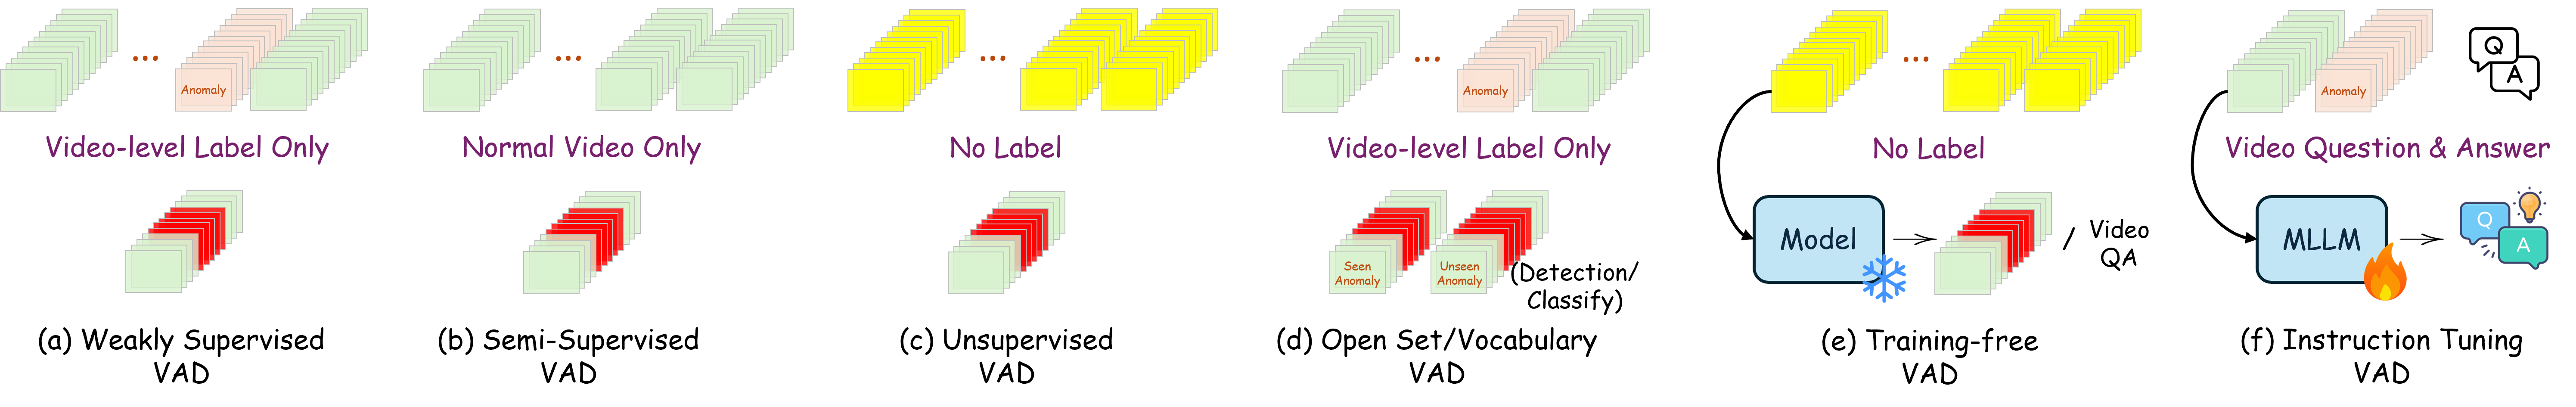 ...
Anomaly
Video-level Label Only
(a) Weakly Supervised
VAD
...
Normal Video Only
(b) Semi-Supervised
VAD
...
No Label
(c) Unsupervised
VAD
...
Anomaly
Video-level Label Only
Seen
Anomaly
Unseen
Anomaly
(Detection/
Classify)
(d) Open Set/Vocabulary
VAD
...
No Label
Model
/ Video
QA
(e) Training-free
VAD
Anomaly
Q
A
Video Question & Answer
MLLM
Q
A
(f) Instruction Tuning
VAD